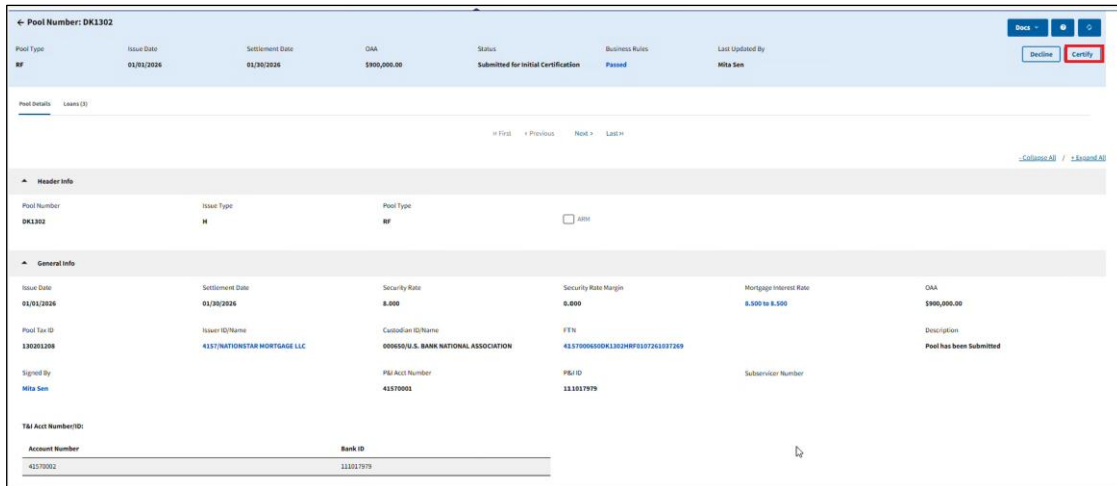 ← Pool Number: DK1302
Docs
Pool Type Issue Date Settlement Date OAA Status Business Rules Last Updated By
RF 01/01/2026 01/30/2026 $900,000.00 Submitted for Initial Certification Passed Mita Sen
Decline Certify
Pool Details Loans (3)
« First ‹ Previous Next › Last »
- Collapse All / + Expand All
Header Info
Pool Number Issue Type Pool Type
DK1302 H RF ARM
General Info
Issue Date Settlement Date Security Rate Security Rate Margin Mortgage Interest Rate OAA
01/01/2026 01/30/2026 8.000 0.000 8.500 to 8.500 $900,000.00
Pool Tax ID Issuer ID/Name Custodian ID/Name FTN Description
130201208 4157/NATIONSTAR MORTGAGE LLC 000650/U.S. BANK NATIONAL ASSOCIATION 4157000650DK1302HRF0107261037269 Pool has been Submitted
Signed By P&I Acct Number P&I ID Subservicer Number
Mita Sen 41570001 111017979
T&I Acct Number/ID:
Account Number Bank ID
41570002 111017979